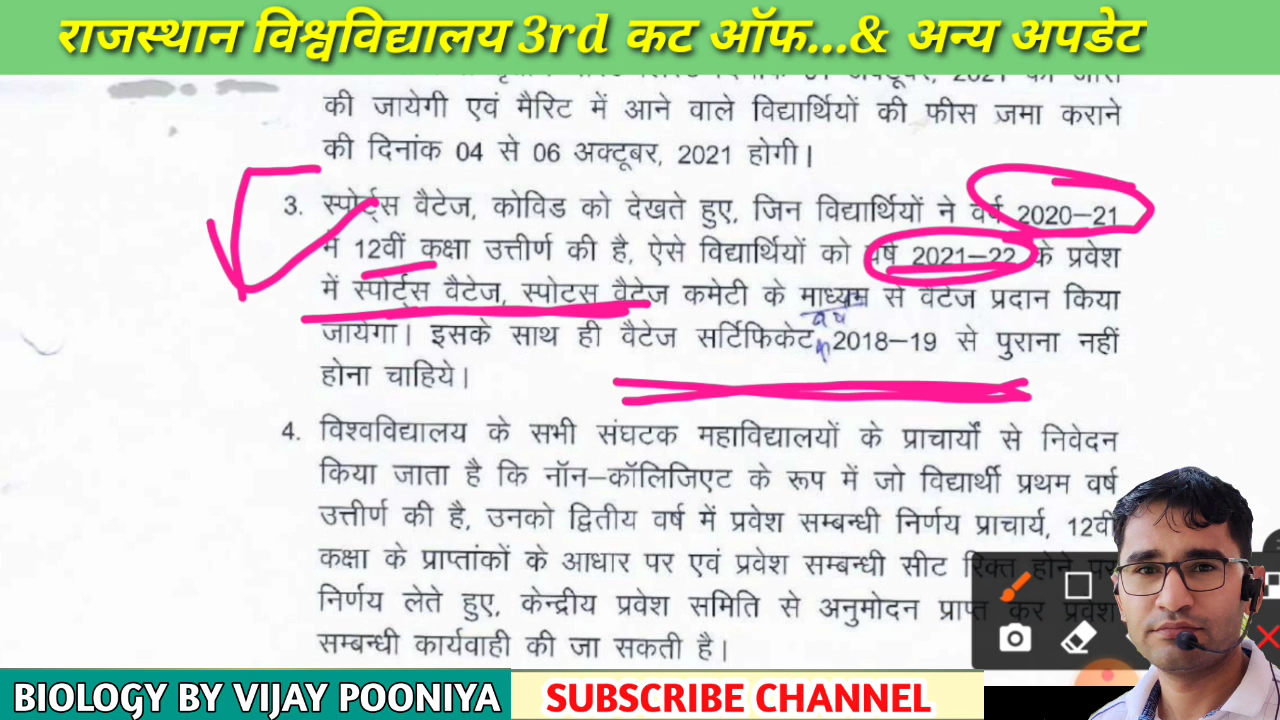 राजस्थान विश्वविद्यालय 3rd कट ऑफ...& अन्य अपडेट
अक्टूबर, 2021 को जारी
की जायेगी एवं मैरिट में आने वाले विद्यार्थियों की फीस जमा कराने
की दिनांक 04 से 06 अक्टूबर, 2021 होगी।
3. स्पोर्ट्स वैटेज, कोविड को देखते हुए, जिन विद्यार्थियों ने वर्ष 2020–21
में 12वीं कक्षा उत्तीर्ण की है, ऐसे विद्यार्थियों को वर्ष 2021–22 के प्रवेश
में स्पोर्ट्स वैटेज, स्पोटस वैटेज कमेटी के माध्यम से वैटेज प्रदान किया
वर्ष
जायेगा। इसके साथ ही वैटेज सर्टिफिकेट 2018–19 से पुराना नहीं
होना चाहिये।
4. विश्वविद्यालय के सभी संघटक महाविद्यालयों के प्राचार्यों से निवेदन
किया जाता है कि नॉन–कॉलिजिएट के रूप में जो विद्यार्थी प्रथम वर्ष
उत्तीर्ण की है, उनको द्वितीय वर्ष में प्रवेश सम्बन्धी निर्णय प्राचार्य, 12वीं
कक्षा के प्राप्तांकों के आधार पर एवं प्रवेश सम्बन्धी सीट रिक्त होने पर
निर्णय लेते हुए, केन्द्रीय प्रवेश समिति से अनुमोदन प्राप्त कर प्रवेश
सम्बन्धी कार्यवाही की जा सकती है।
BIOLOGY BY VIJAY POONIYA
SUBSCRIBE CHANNEL